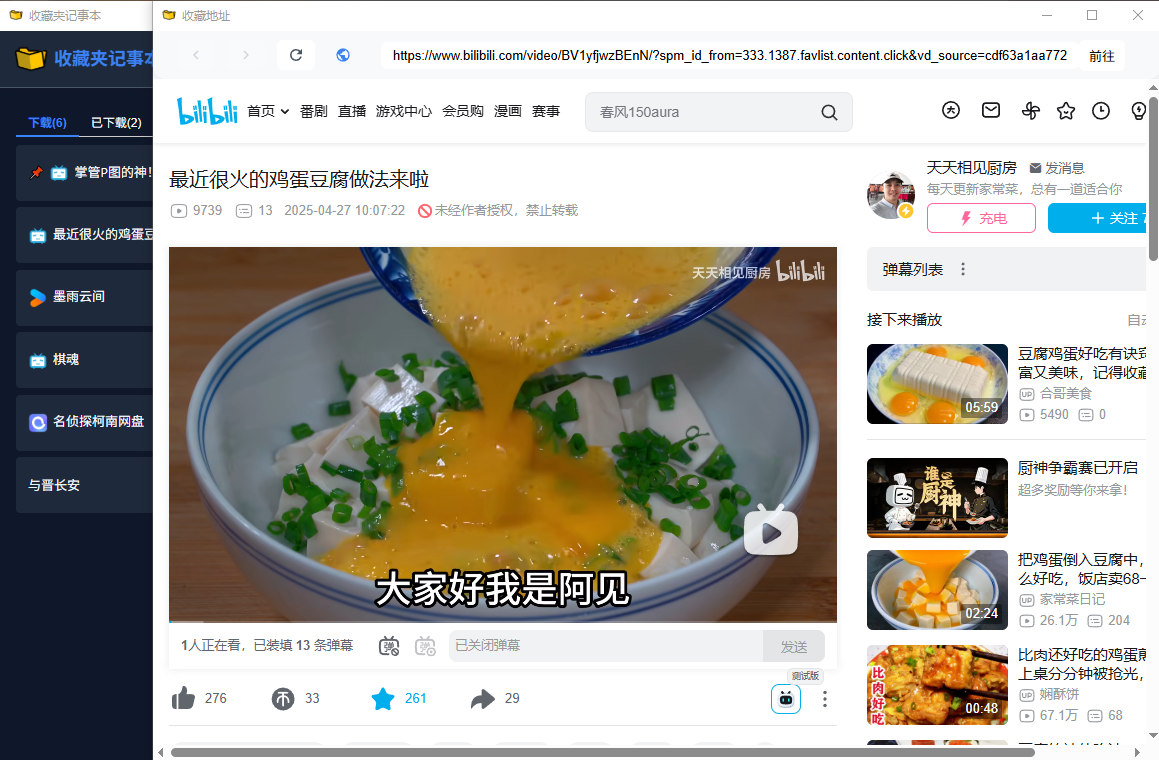 收藏夹记事本
收藏夹记事本
下载(6) 已下载(2)
掌管P图的神!
最近很火的鸡蛋豆
墨雨云间
棋魂
名侦探柯南网盘
与晋长安
收藏地址
https://www.bilibili.com/video/BV1yfjwzBEnN/?spm_id_from=333.1387.favlist.content.click&vd_source=cdf63a1aa772
前往
bilibili 首页 番剧 直播 游戏中心 会员购 漫画 赛事
春风150aura
最近很火的鸡蛋豆腐做法来啦
9739 13 2025-04-27 10:07:22 未经作者授权，禁止转载
天天相见厨房 bilibili
大家好我是阿见
1人正在看，已装填 13 条弹幕
弹 弹
已关闭弹幕 发送
276 33 261 29
测试版
天天相见厨房 发消息
每天更新家常菜，总有一道适合你
充电 + 关注 7
弹幕列表
接下来播放 自动
05:59
豆腐鸡蛋好吃有诀窍
富又美味，记得收藏
UP 合哥美食
5490 0
谁是厨神
厨神争霸赛已开启
超多奖励等你来拿!
02:24
把鸡蛋倒入豆腐中，
么好吃，饭店卖68一
UP 家常菜日记
26.1万 204
比肉还好吃
00:48
比肉还好吃的鸡蛋煎
上桌分分钟被抢光，
UP 娴酥饼
67.1万 68